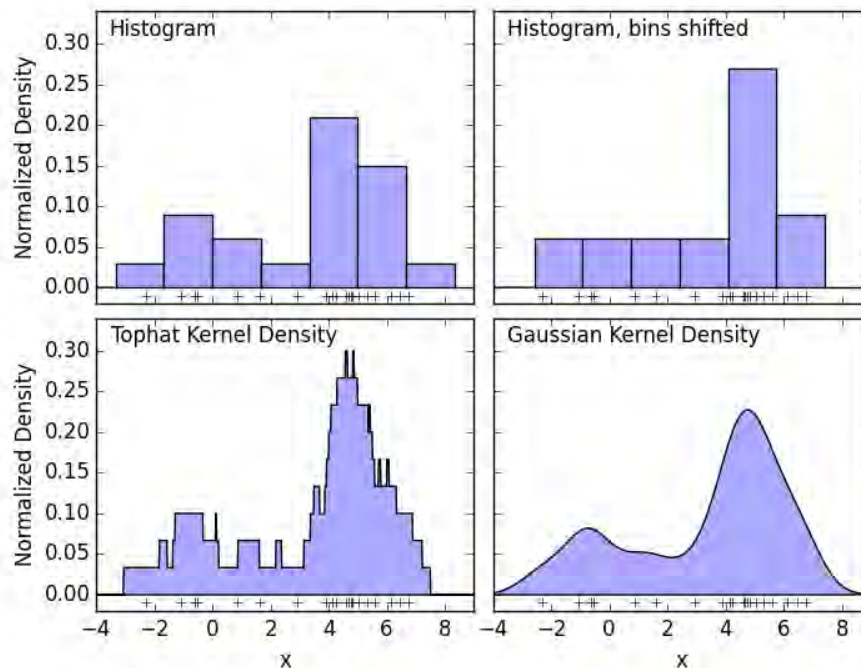 Histogram
Histogram, bins shifted
Normalized Density
0.30
0.25
0.20
0.15
0.10
0.05
0.00
Tophat Kernel Density
Gaussian Kernel Density
Normalized Density
0.30
0.25
0.20
0.15
0.10
0.05
0.00
−4 −2 0 2 4 6 8
−4 −2 0 2 4 6 8
x
x